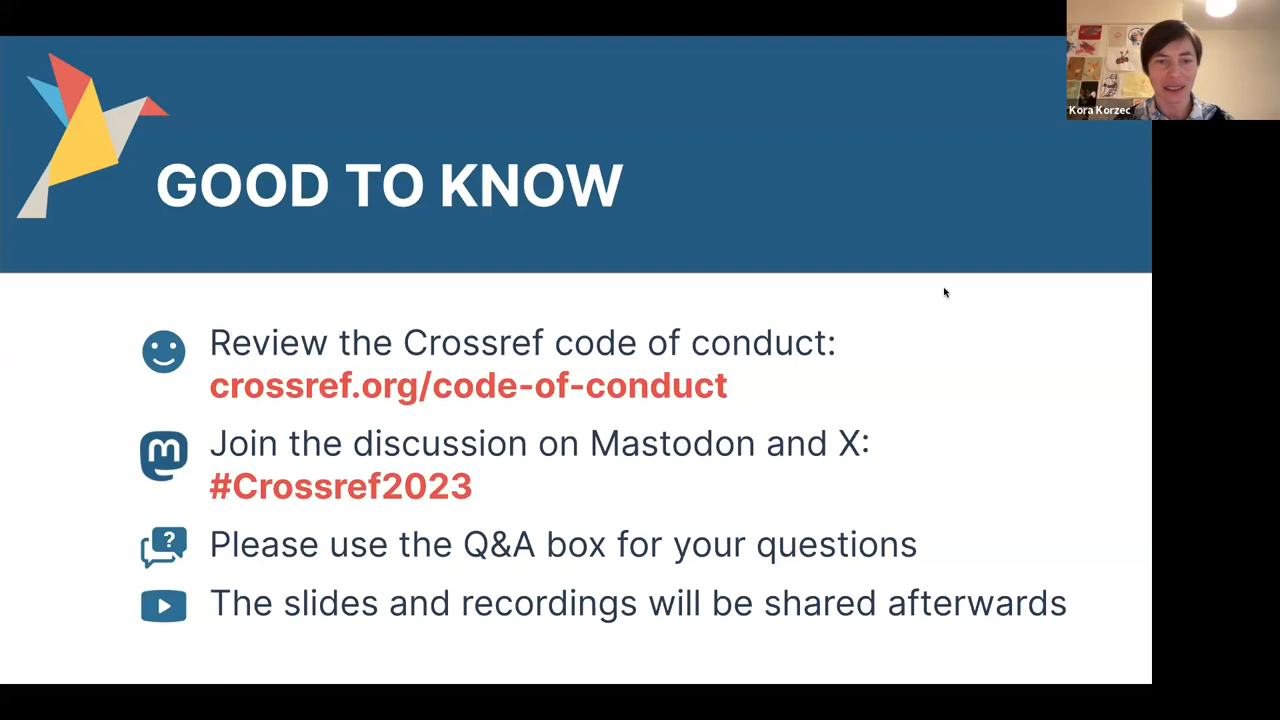 Kora Korzec
GOOD TO KNOW
Review the Crossref code of conduct:
crossref.org/code-of-conduct
Join the discussion on Mastodon and X:
#Crossref2023
Please use the Q&A box for your questions
The slides and recordings will be shared afterwards